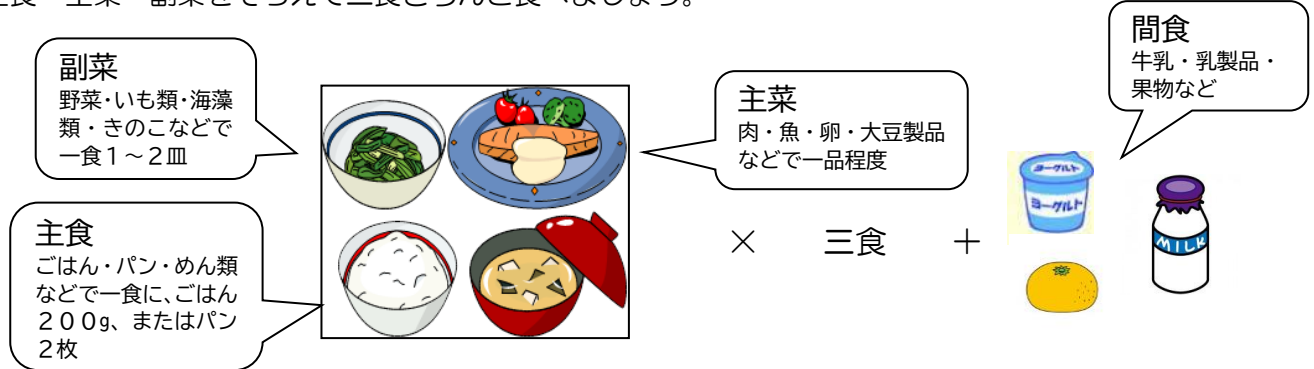 主食・主菜・副菜をそろえて三食きちんと食べましょう。
副菜
野菜・いも類・海藻
類・きのこなどで
一食１～２皿
主菜
肉・魚・卵・大豆製品
などで一品程度
間食
牛乳・乳製品・
果物など
主食
ごはん・パン・めん類
などで一食に、ごはん
２００g、またはパン
２枚
× 三食 ＋
ヨーグルト
ヨーグルト
MILK